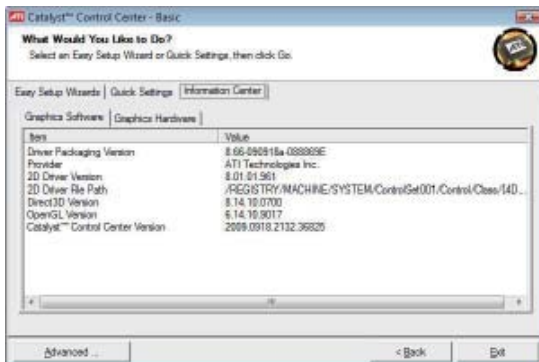 ATI Catalyst™ Control Center - Basic
What Would You Like to Do?
Select an Easy Setup Wizard or Quick Settings, then click Go.
ATI
Easy Setup Wizards Quick Settings Information Center
Graphics Software Graphics Hardware
Item Value
Driver Packaging Version 8.66-090918a-088869E
Provider ATI Technologies Inc.
2D Driver Version 8.01.01.961
2D Driver File Path /REGISTRY/MACHINE/SYSTEM/ControlSet001/Control/Class/{4D...
Direct3D Version 8.14.10.0700
OpenGL Version 6.14.10.9017
Catalyst™ Control Center Version 2009.0918.2132.36825
Advanced ... < Back Exit